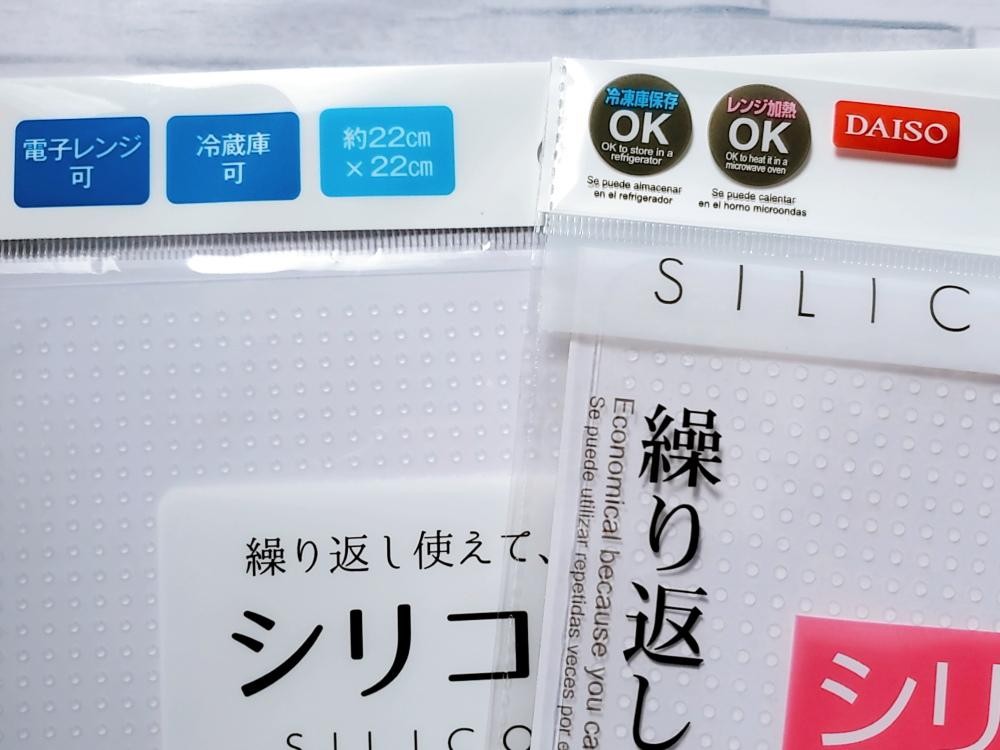 電子レンジ
可
冷蔵庫
可
約22cm
×22cm
繰り返し使えて、
シリコ
SILICO
冷凍庫保存
OK
OK to store in a
refrigerator
Se puede almacenar
en el refrigerador
レンジ加熱
OK
OK to heat it in a
microwave oven
Se puede calentar
en el horno microondas
DAISO
SILIC
繰り返し
Economical because you ca
Se puede utilizar repetidas veces por e
シリ